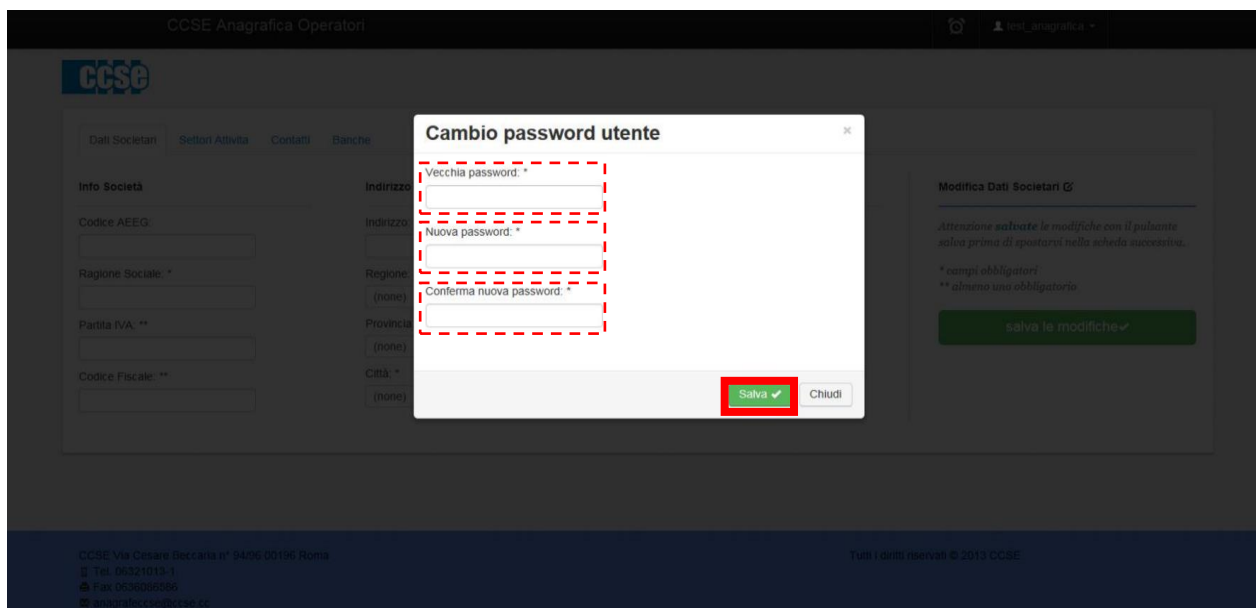 CCSE Anagrafica Operatori
test_anagrafica
ccse
Dati Societari Settori Attivita Contatti Banche
Cambio password utente
×
Vecchia password: *
Nuova password: *
Conferma nuova password: *
Salva
Chiudi
Info Società
Codice AEEG:
Ragione Sociale: *
Partita IVA: **
Codice Fiscale: **
Indirizzo
Indirizzo:
Regione:
(none)
Provincia
(none)
Città: *
(none)
Modifica Dati Societari
Attenzione salvate le modifiche con il pulsante
salva prima di spostarvi nella scheda successiva.
* campi obbligatori
** almeno uno obbligatorio
salva le modifiche
CCSE Via Cesare Beccaria n° 94/96 00196 Roma
Tel. 06321013-1
Fax 0636086586
anagrafeccse@ccse.cc
Tutti i diritti riservati © 2013 CCSE